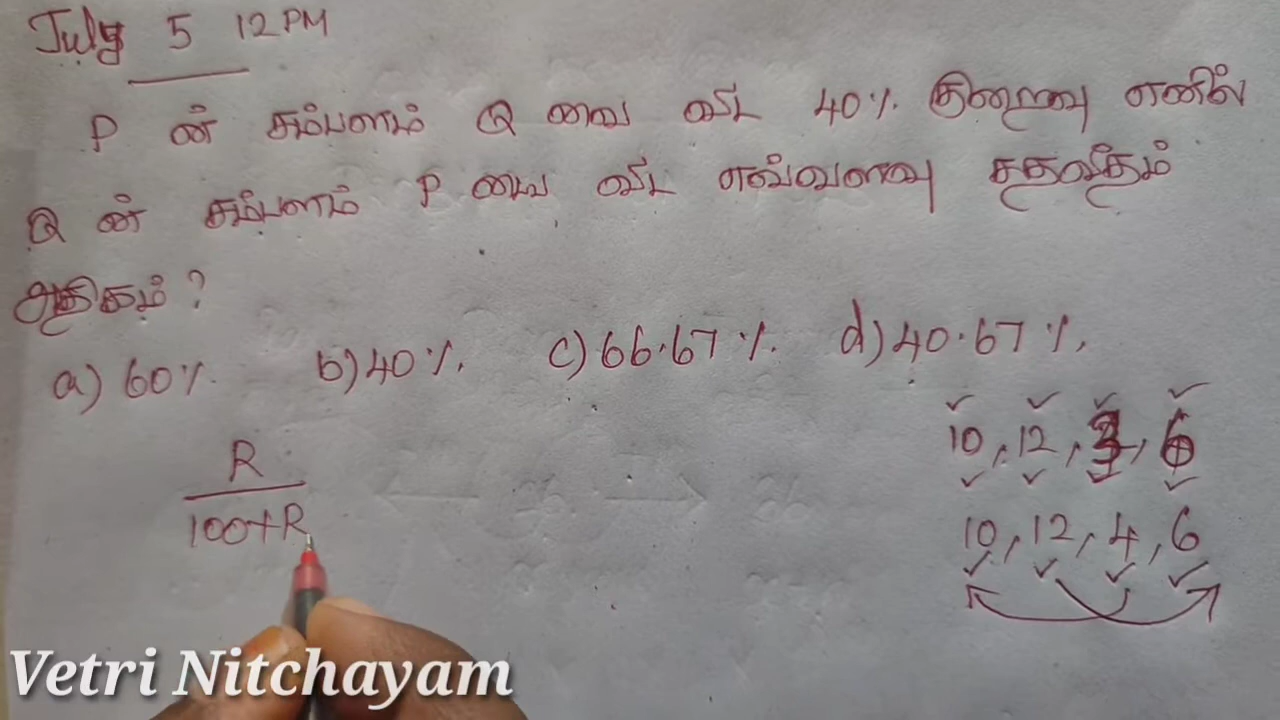 July 5 12PM
P ன் சம்பளம் Q வை விட 40% குறைவு எனில்
Q ன் சம்பளம் P யை விட எவ்வளவு சதவீதம்
அதிகம்?
a) 60% b) 40% c) 66.67% d) 40.67%
10, 12, 3, 6
R
100+R
10, 12, 4, 6
Vetri Nitchayam